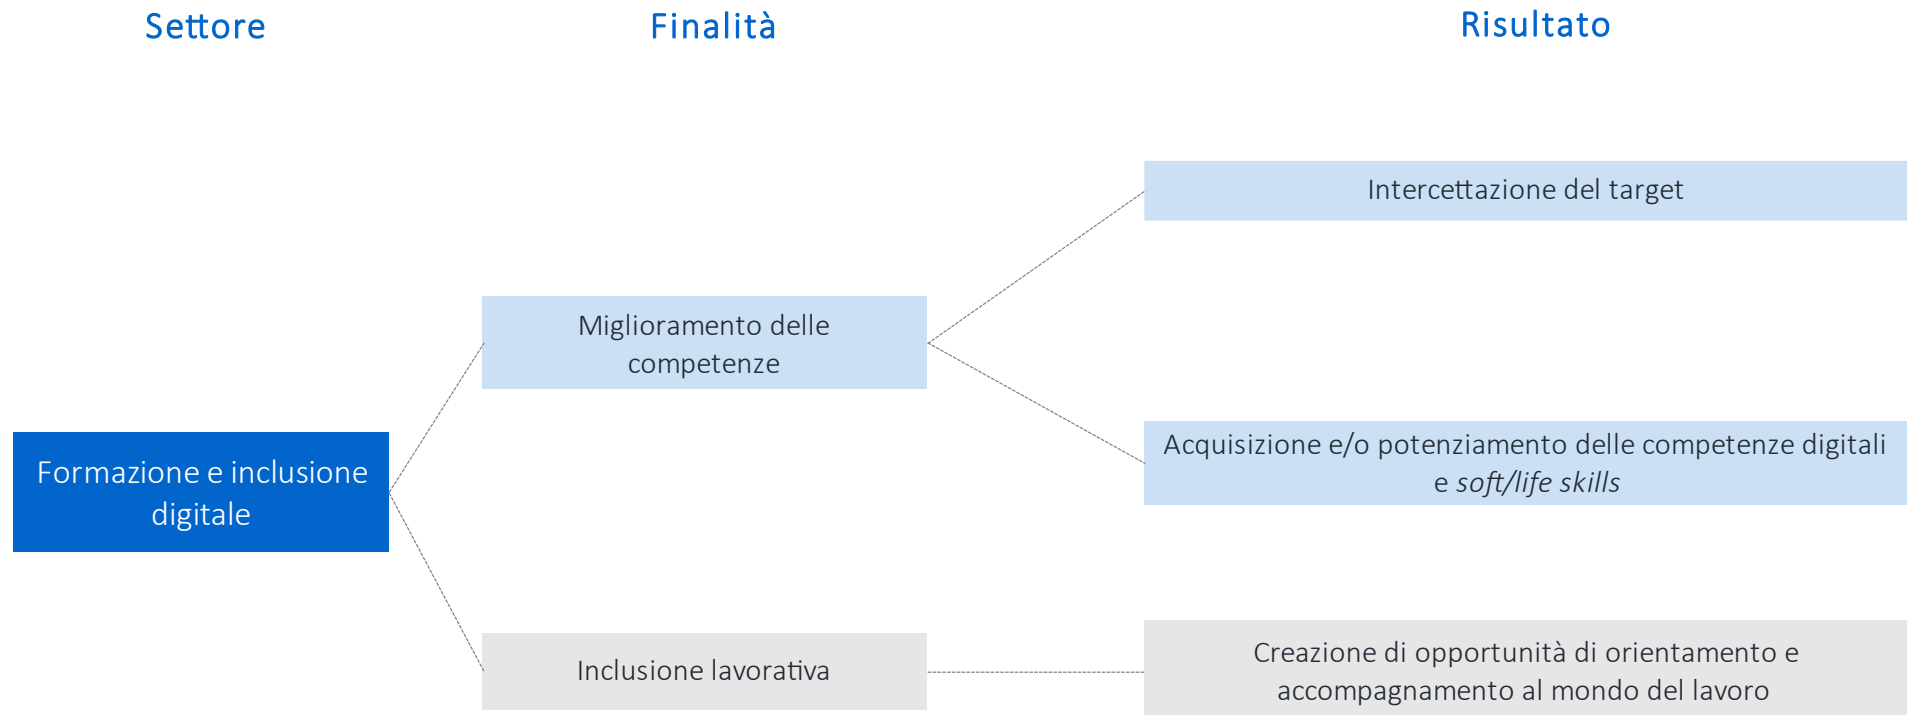 Settore
Finalità
Risultato
Intercettazione del target
Miglioramento delle
competenze
Acquisizione e/o potenziamento delle competenze digitali
e soft/life skills
Formazione e inclusione
digitale
Inclusione lavorativa
Creazione di opportunità di orientamento e
accompagnamento al mondo del lavoro